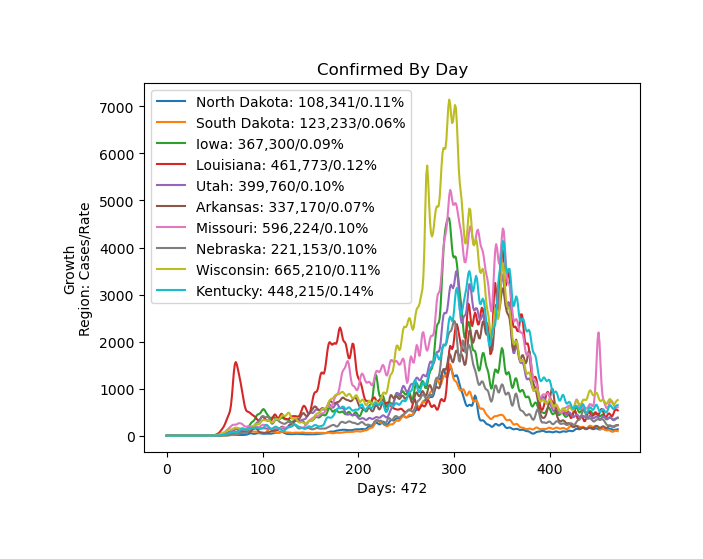 Confirmed By Day
North Dakota: 108,341/0.11%
South Dakota: 123,233/0.06%
Iowa: 367,300/0.09%
Louisiana: 461,773/0.12%
Utah: 399,760/0.10%
Arkansas: 337,170/0.07%
Missouri: 596,224/0.10%
Nebraska: 221,153/0.10%
Wisconsin: 665,210/0.11%
Kentucky: 448,215/0.14%
Growth
Region: Cases/Rate
7000
6000
5000
4000
3000
2000
1000
0
0 100 200 300 400
Days: 472